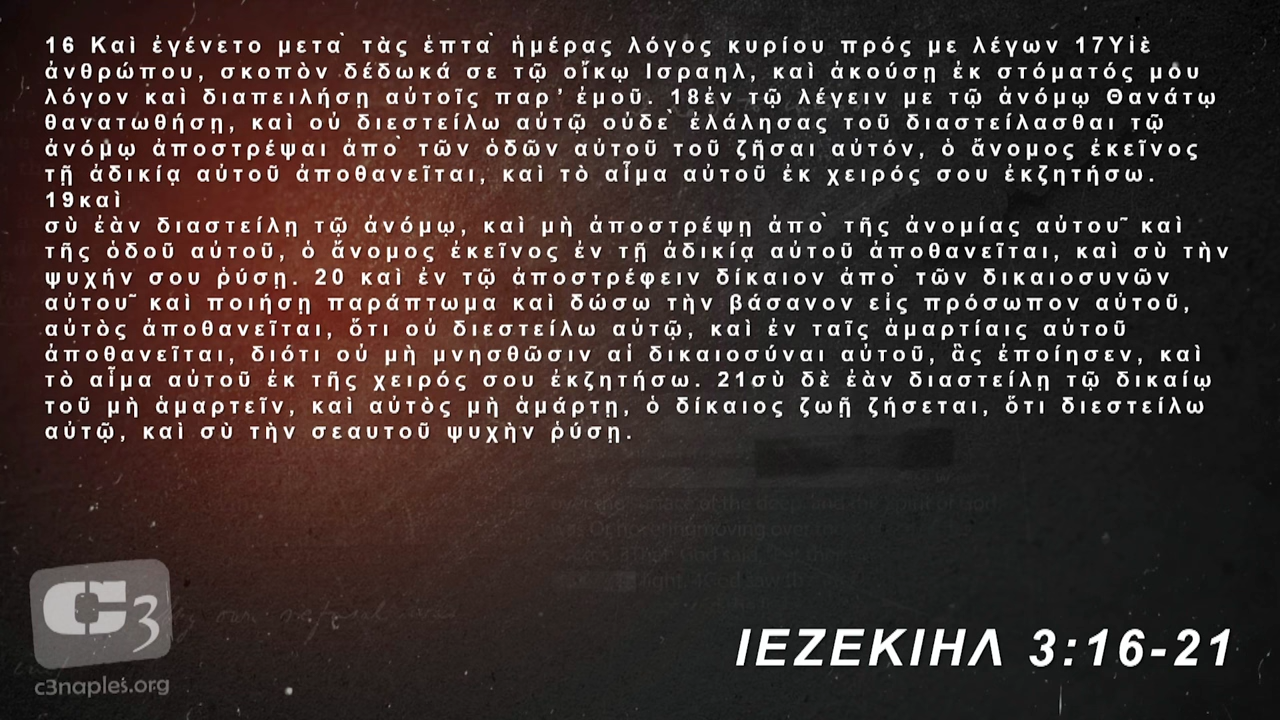 16 Καὶ ἐγένετο μετα` τὰς ἑπτα` ἡμέρας λόγος κυρίου πρός με λέγων 17Υἱὲ
ἀνθρώπου, σκοπὸν δέδωκά σε τῷ οἴκῳ Ισραηλ, καὶ ἀκούσῃ ἐκ στόματός μου
λόγον καὶ διαπειλήσῃ αὐτοῖς παρ’ ἐμοῦ. 18ἐν τῷ λέγειν με τῷ ἀνόμῳ Θανάτῳ
θανατωθήσῃ, καὶ οὐ διεστείλω αὐτῷ οὐδε` ἐλάλησας τοῦ διαστείλασθαι τῷ
ἀνόμῳ ἀποστρέψαι ἀπο` τῶν ὁδῶν αὐτοῦ τοῦ ζῆσαι αὐτόν, ὁ ἄνομος ἐκεῖνος
τῇ ἀδικίᾳ αὐτοῦ ἀποθανεῖται, καὶ τὸ αἷμα αὐτοῦ ἐκ χειρός σου ἐκζητήσω.
19καὶ
σὺ ἐὰν διαστείλῃ τῷ ἀνόμῳ, καὶ μὴ ἀποστρέψῃ ἀπο` τῆς ἀνομίας αὐτου῀ καὶ
τῆς ὁδοῦ αὐτοῦ, ὁ ἄνομος ἐκεῖνος ἐν τῇ ἀδικίᾳ αὐτοῦ ἀποθανεῖται, καὶ σὺ τὴν
ψυχήν σου ῥύσῃ. 20 καὶ ἐν τῷ ἀποστρέφειν δίκαιον ἀπο` τῶν δικαιοσυνῶν
αὐτου῀ καὶ ποιήσῃ παράπτωμα καὶ δώσω τὴν βάσανον εἰς πρόσωπον αὐτοῦ,
αὐτὸς ἀποθανεῖται, ὅτι οὐ διεστείλω αὐτῷ, καὶ ἐν ταῖς ἁμαρτίαις αὐτοῦ
ἀποθανεῖται, διότι οὐ μὴ μνησθῶσιν αἱ δικαιοσύναι αὐτοῦ, ἃς ἐποίησεν, καὶ
τὸ αἷμα αὐτοῦ ἐκ τῆς χειρός σου ἐκζητήσω. 21σὺ δὲ ἐὰν διαστείλῃ τῷ δικαίῳ
τοῦ μὴ ἁμαρτεῖν, καὶ αὐτὸς μὴ ἁμάρτῃ, ὁ δίκαιος ζωῇ ζήσεται, ὅτι διεστείλω
αὐτῷ, καὶ σὺ τὴν σεαυτοῦ ψυχὴν ῥύσῃ.
C3
c3naples.org
ΙΕΖΕΚΙΗΛ 3:16-21